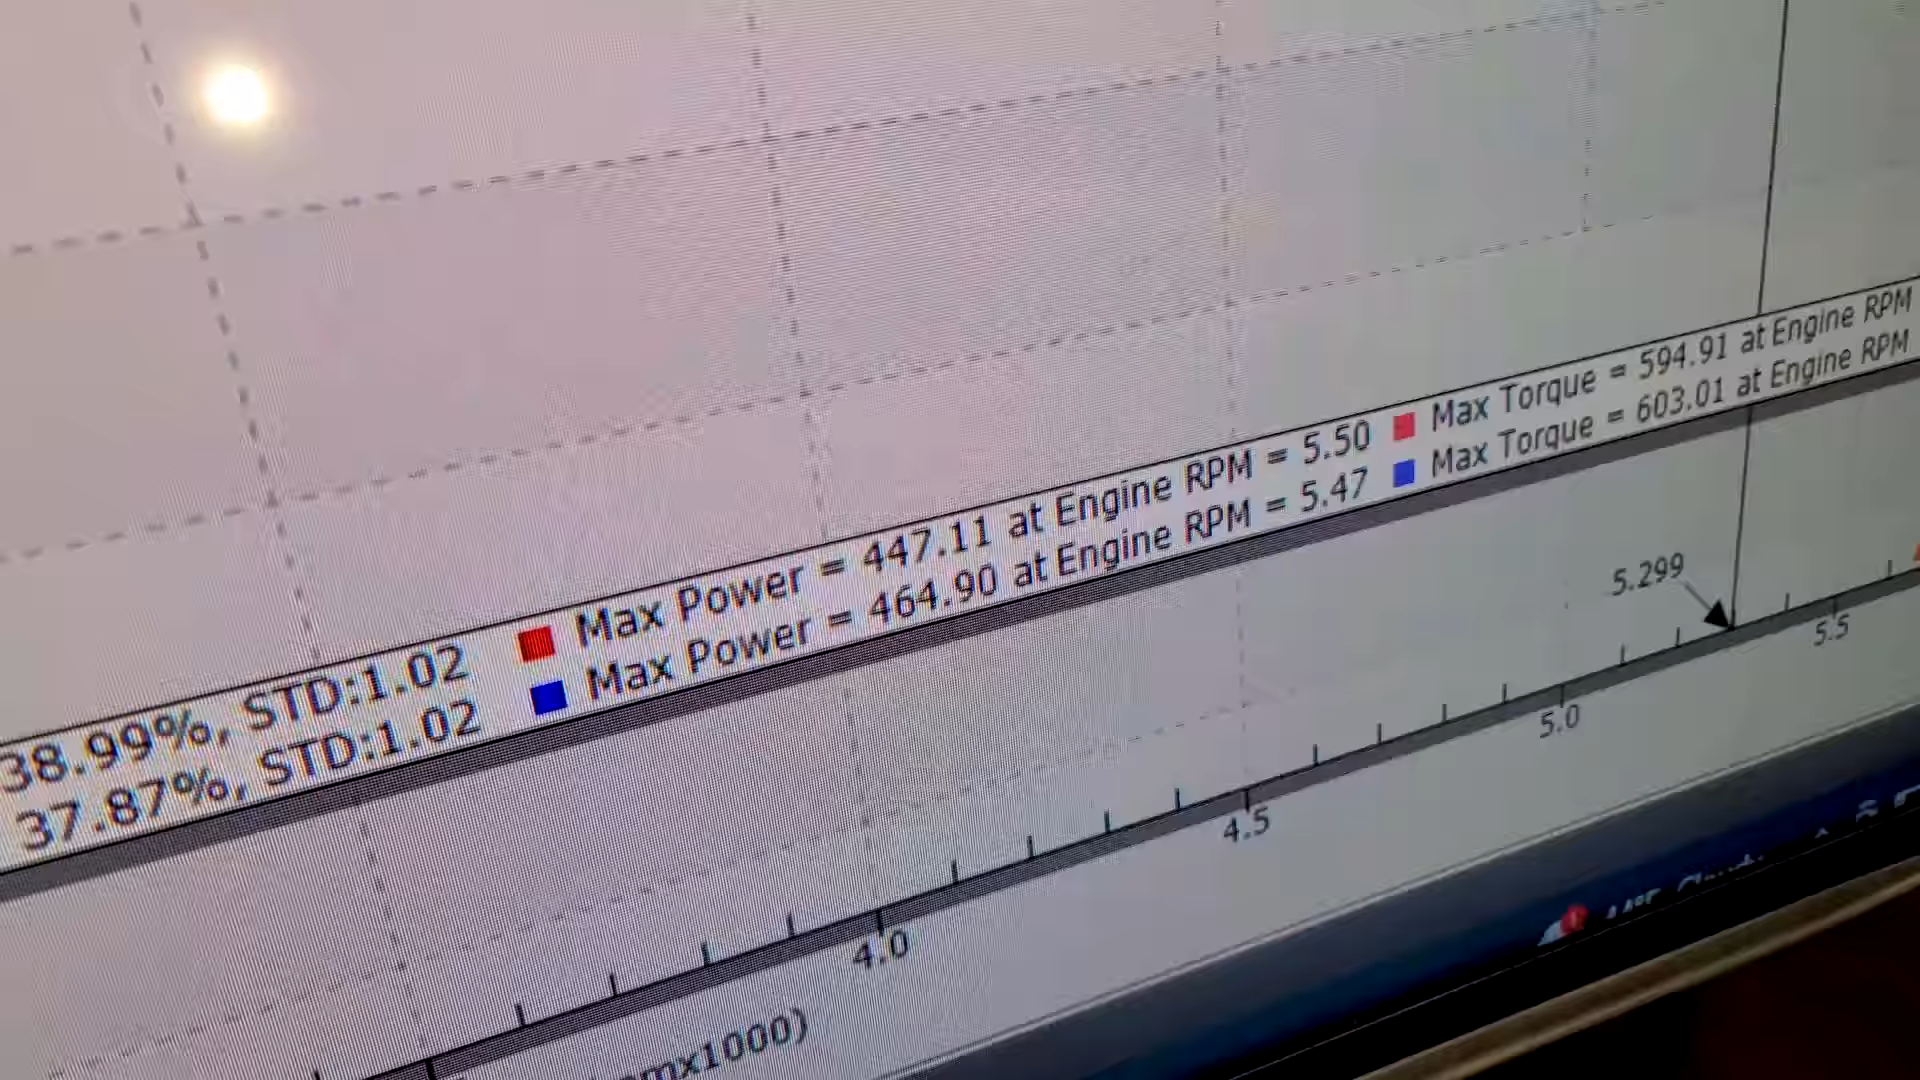 38.99%, STD:1.02 Max Power = 447.11 at Engine RPM = 5.50 Max Torque = 594.91 at Engine RPM
37.87%, STD:1.02 Max Power = 464.90 at Engine RPM = 5.47 Max Torque = 603.01 at Engine RPM
5.299
4.0 4.5 5.0 5.5
mx1000)